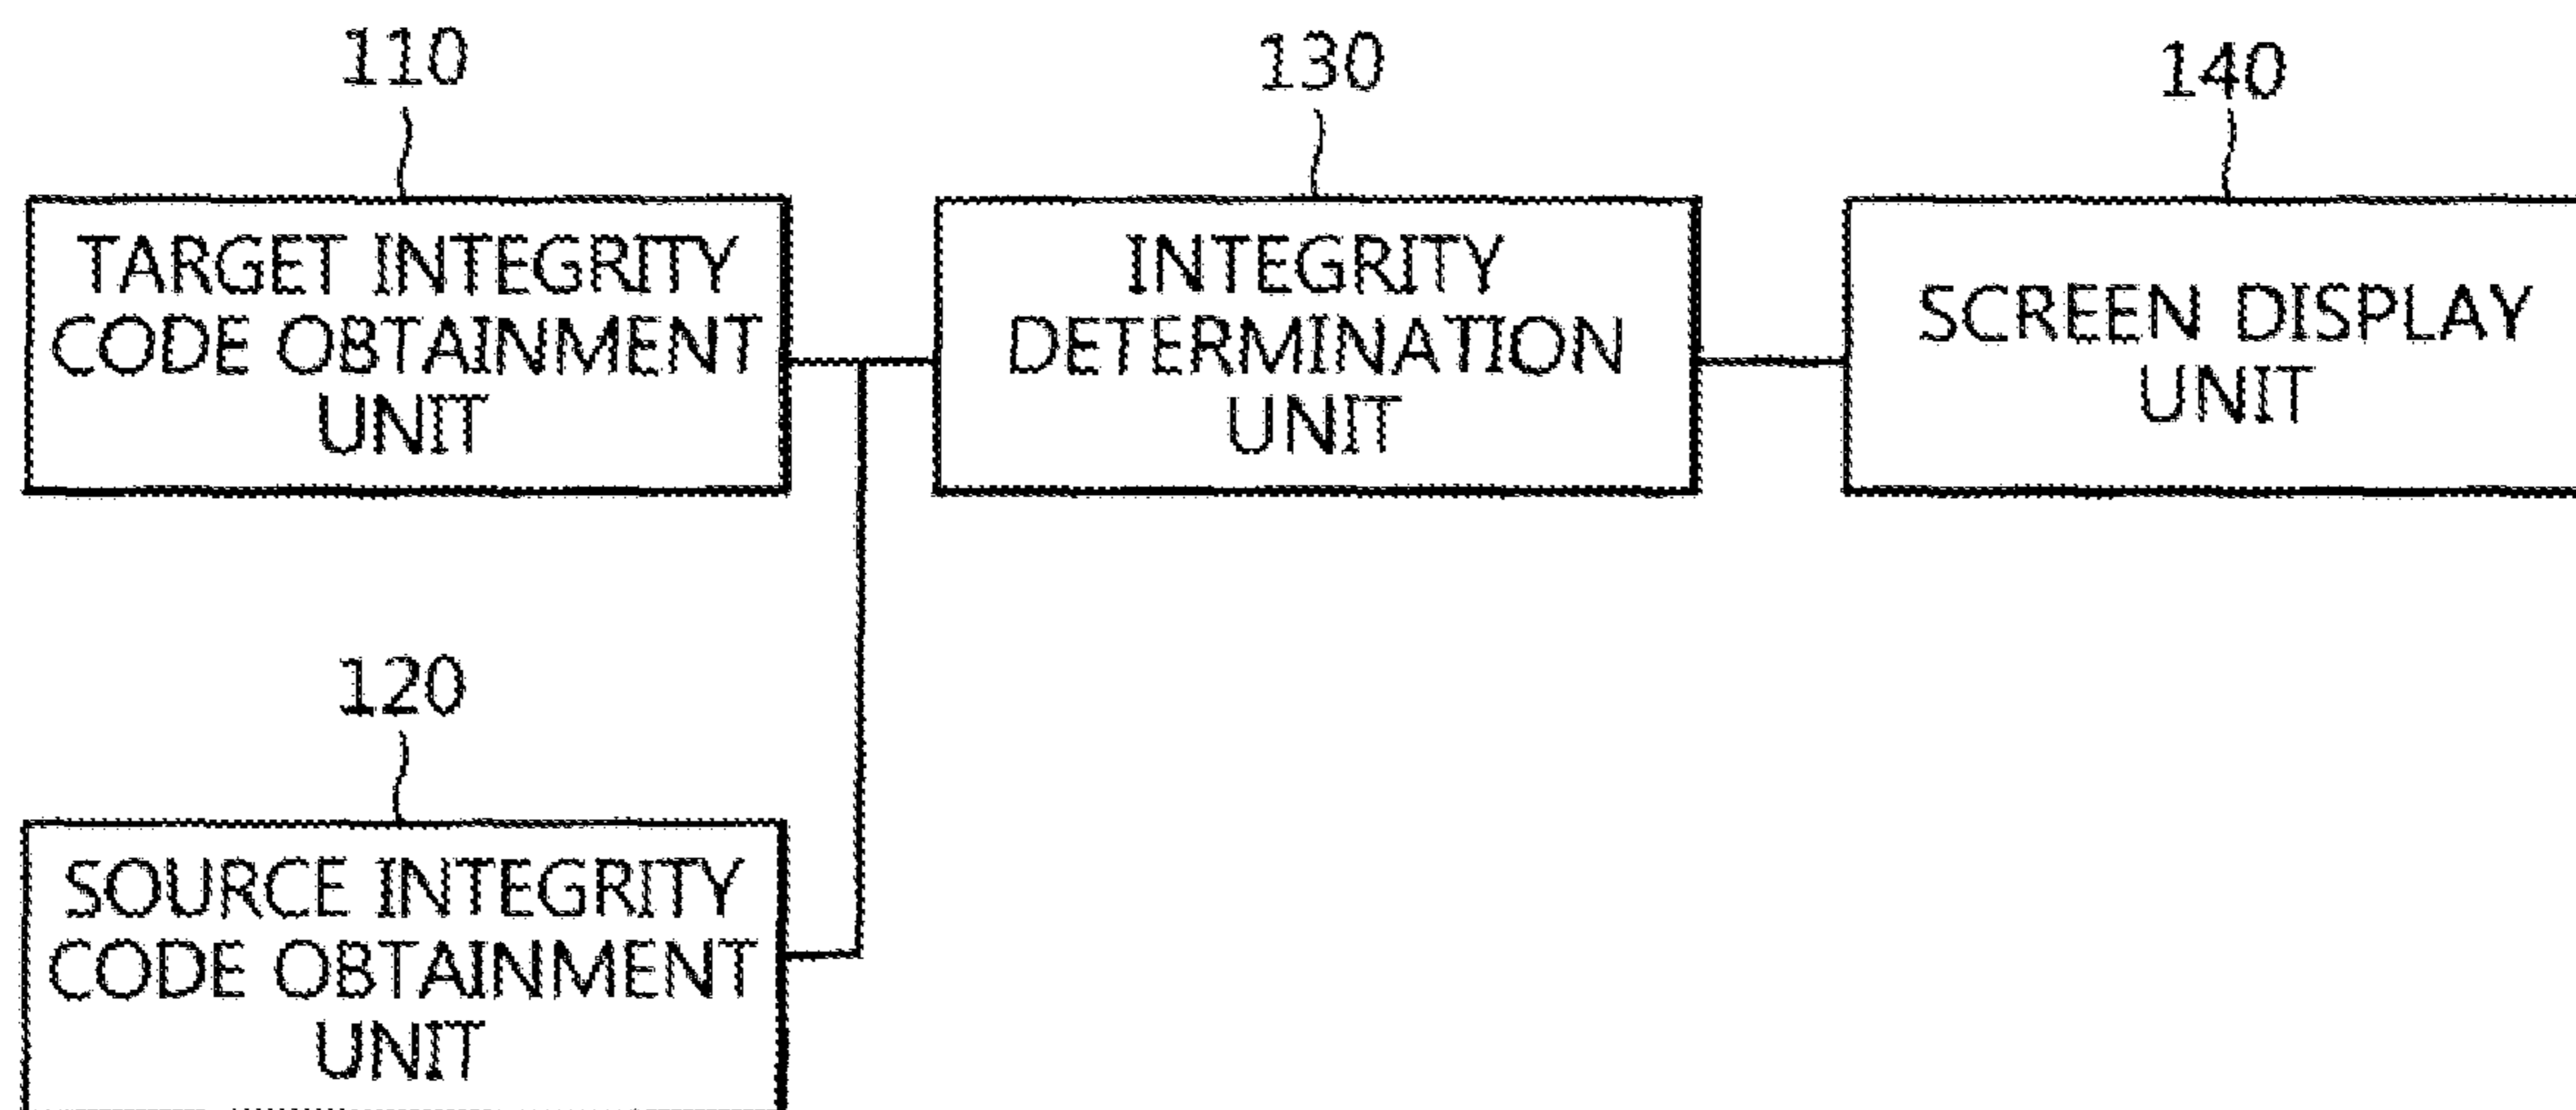 110
TARGET INTEGRITY
CODE OBTAINMENT
UNIT
130
INTEGRITY
DETERMINATION
UNIT
140
SCREEN DISPLAY
UNIT
120
SOURCE INTEGRITY
CODE OBTAINMENT
UNIT